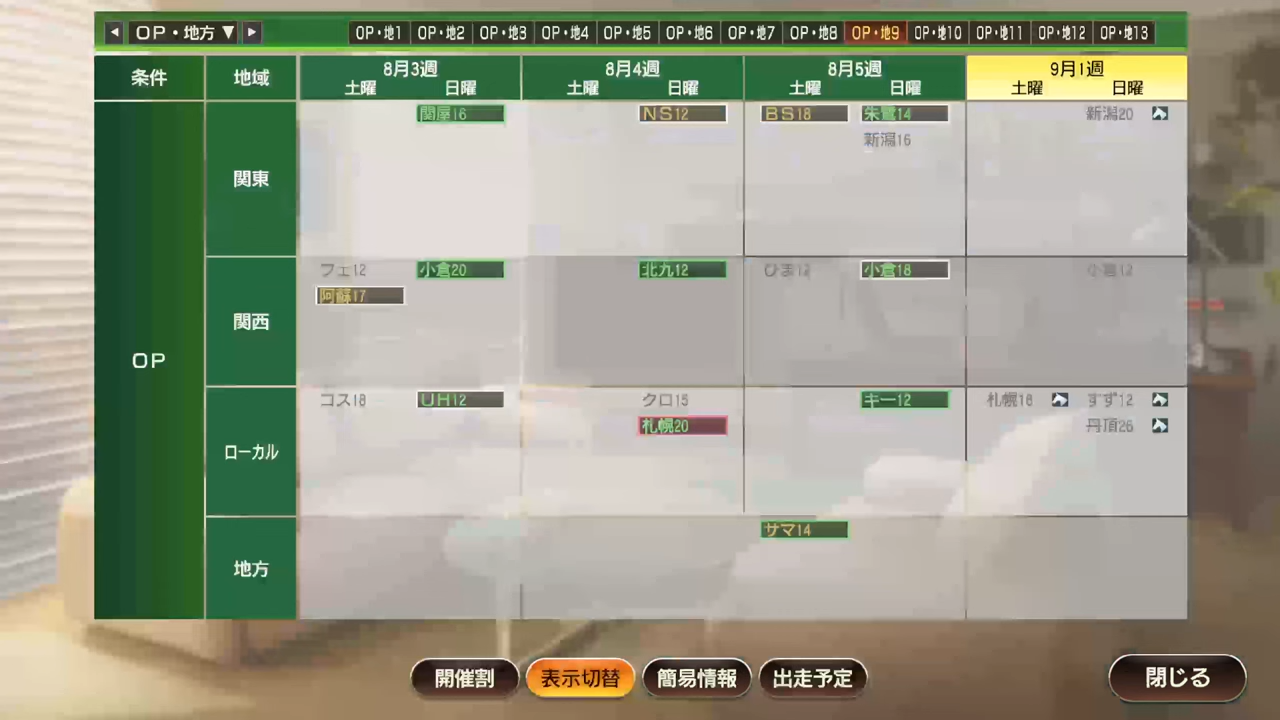 ◀ OP・地方▼ ▶ OP・地1 OP・地2 OP・地3 OP・地4 OP・地5 OP・地6 OP・地7 OP・地8 OP・地9 OP・地10 OP・地11 OP・地12 OP・地13
条件 地域 8月3週 8月4週 8月5週 9月1週
土曜 日曜 土曜 日曜 土曜 日曜 土曜 日曜
OP
関東
関屋16 NS12 BS18 朱鷺14 新潟20
新潟16
関西
フェ12 小倉20 北九12 ひま12 小倉18 小倉12
阿蘇17
ローカル
コス18 UH12 クロ15 キー12 札幌16 すず12
札幌20 丹頂26
地方
サマ14
開催割 表示切替 簡易情報 出走予定 閉じる